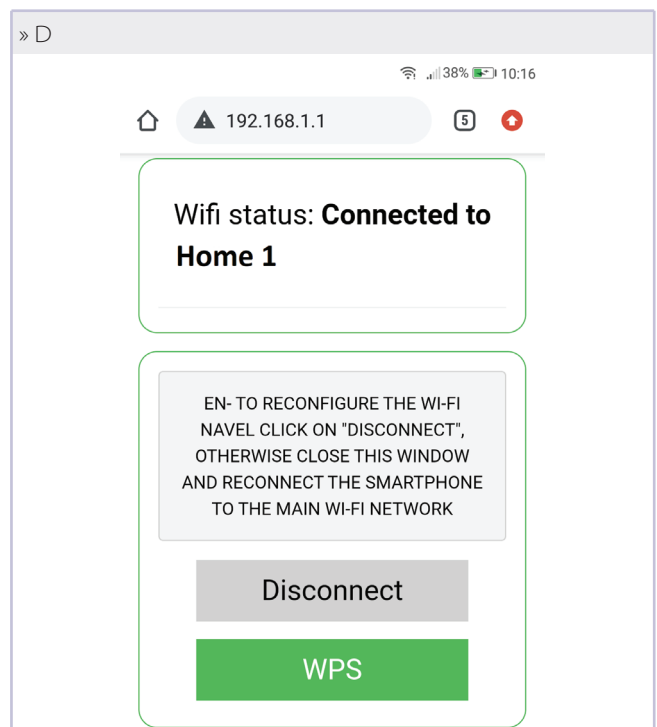 » D
38% 10:16
192.168.1.1 5
Wifi status: Connected to
Home 1
EN- TO RECONFIGURE THE WI-FI
NAVEL CLICK ON "DISCONNECT",
OTHERWISE CLOSE THIS WINDOW
AND RECONNECT THE SMARTPHONE
TO THE MAIN WI-FI NETWORK
Disconnect
WPS